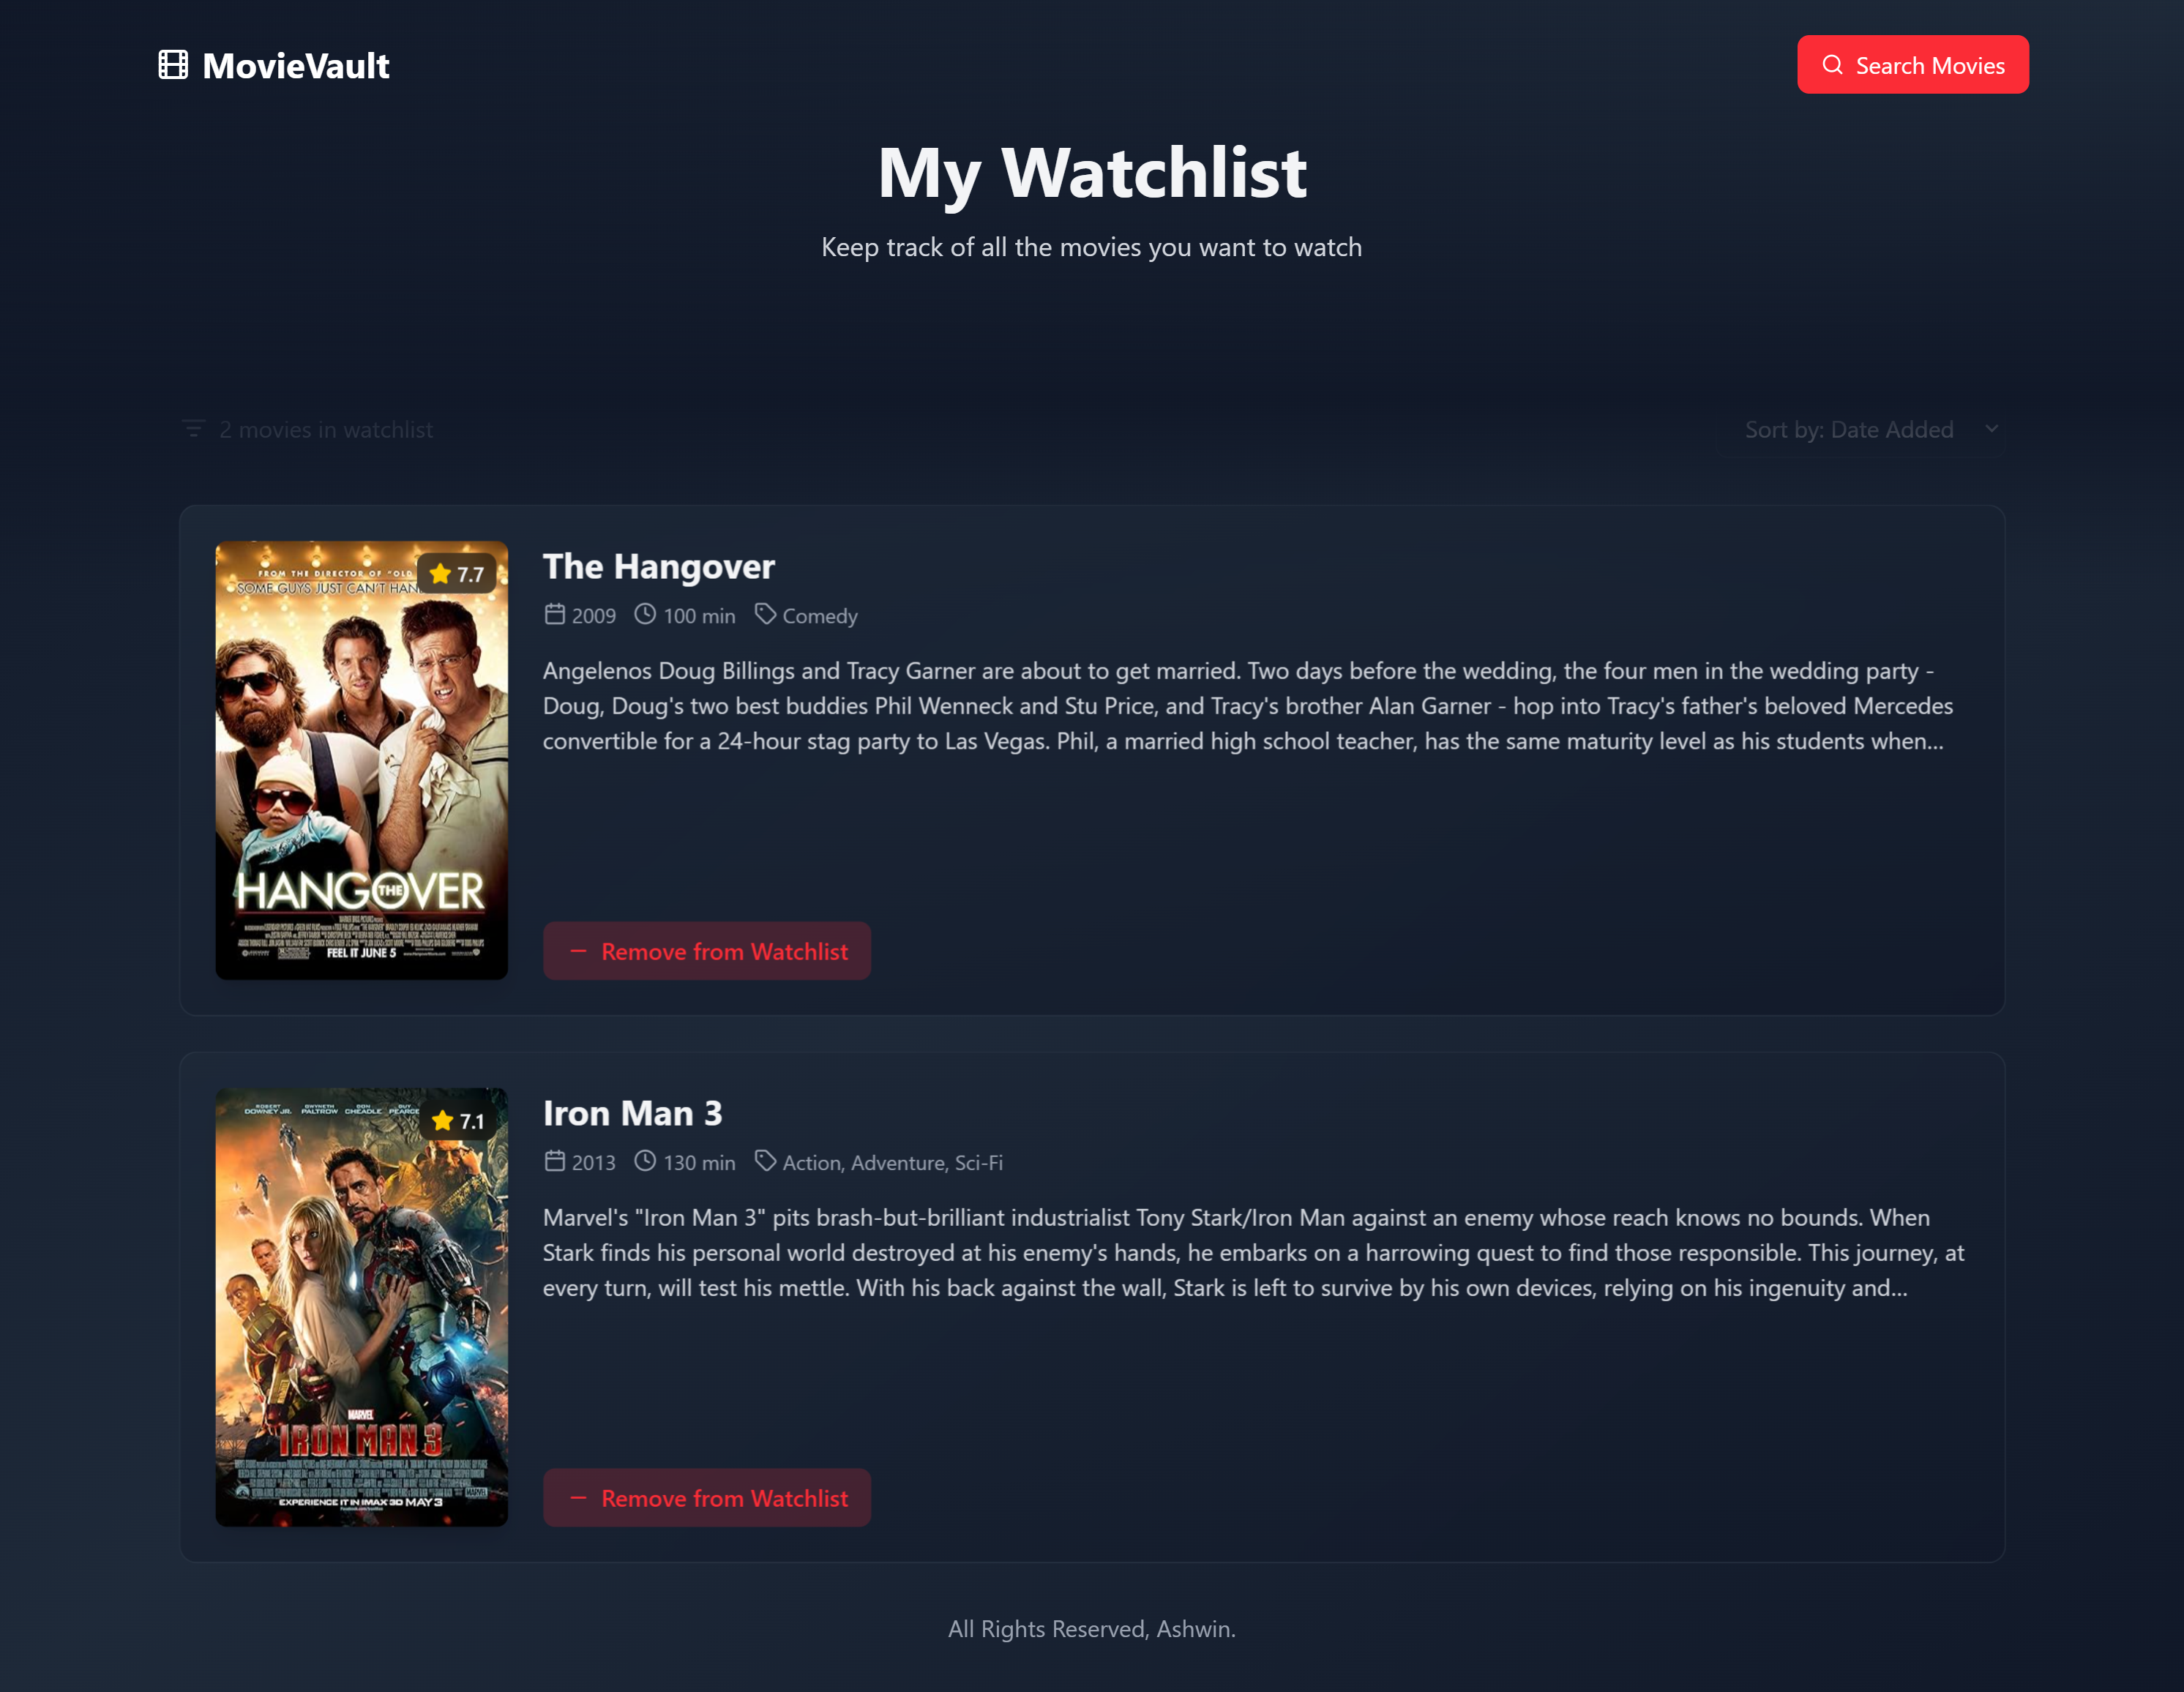 MovieVault
Search Movies
My Watchlist
Keep track of all the movies you want to watch
2 movies in watchlist
Sort by: Date Added
FROM THE DIRECTOR OF "OLD
7.7
SOME GUYS JUST CAN'T HAN
HANGOVER
THE
FEEL IT JUNE 5
The Hangover
2009
100 min
Comedy
Angelenos Doug Billings and Tracy Garner are about to get married. Two days before the wedding, the four men in the wedding party -
Doug, Doug's two best buddies Phil Wenneck and Stu Price, and Tracy's brother Alan Garner - hop into Tracy's father's beloved Mercedes
convertible for a 24-hour stag party to Las Vegas. Phil, a married high school teacher, has the same maturity level as his students when...
Remove from Watchlist
ROBERT DOWNEY JR. GWYNETH PALTROW DON CHEADLE GUY PEARCE
7.1
MARVEL
IRON MAN 3
MARVEL
EXPERIENCE IT IN IMAX 3D MAY 3
Iron Man 3
2013
130 min
Action, Adventure, Sci-Fi
Marvel's "Iron Man 3" pits brash-but-brilliant industrialist Tony Stark/Iron Man against an enemy whose reach knows no bounds. When
Stark finds his personal world destroyed at his enemy's hands, he embarks on a harrowing quest to find those responsible. This journey, at
every turn, will test his mettle. With his back against the wall, Stark is left to survive by his own devices, relying on his ingenuity and...
Remove from Watchlist
All Rights Reserved, Ashwin.